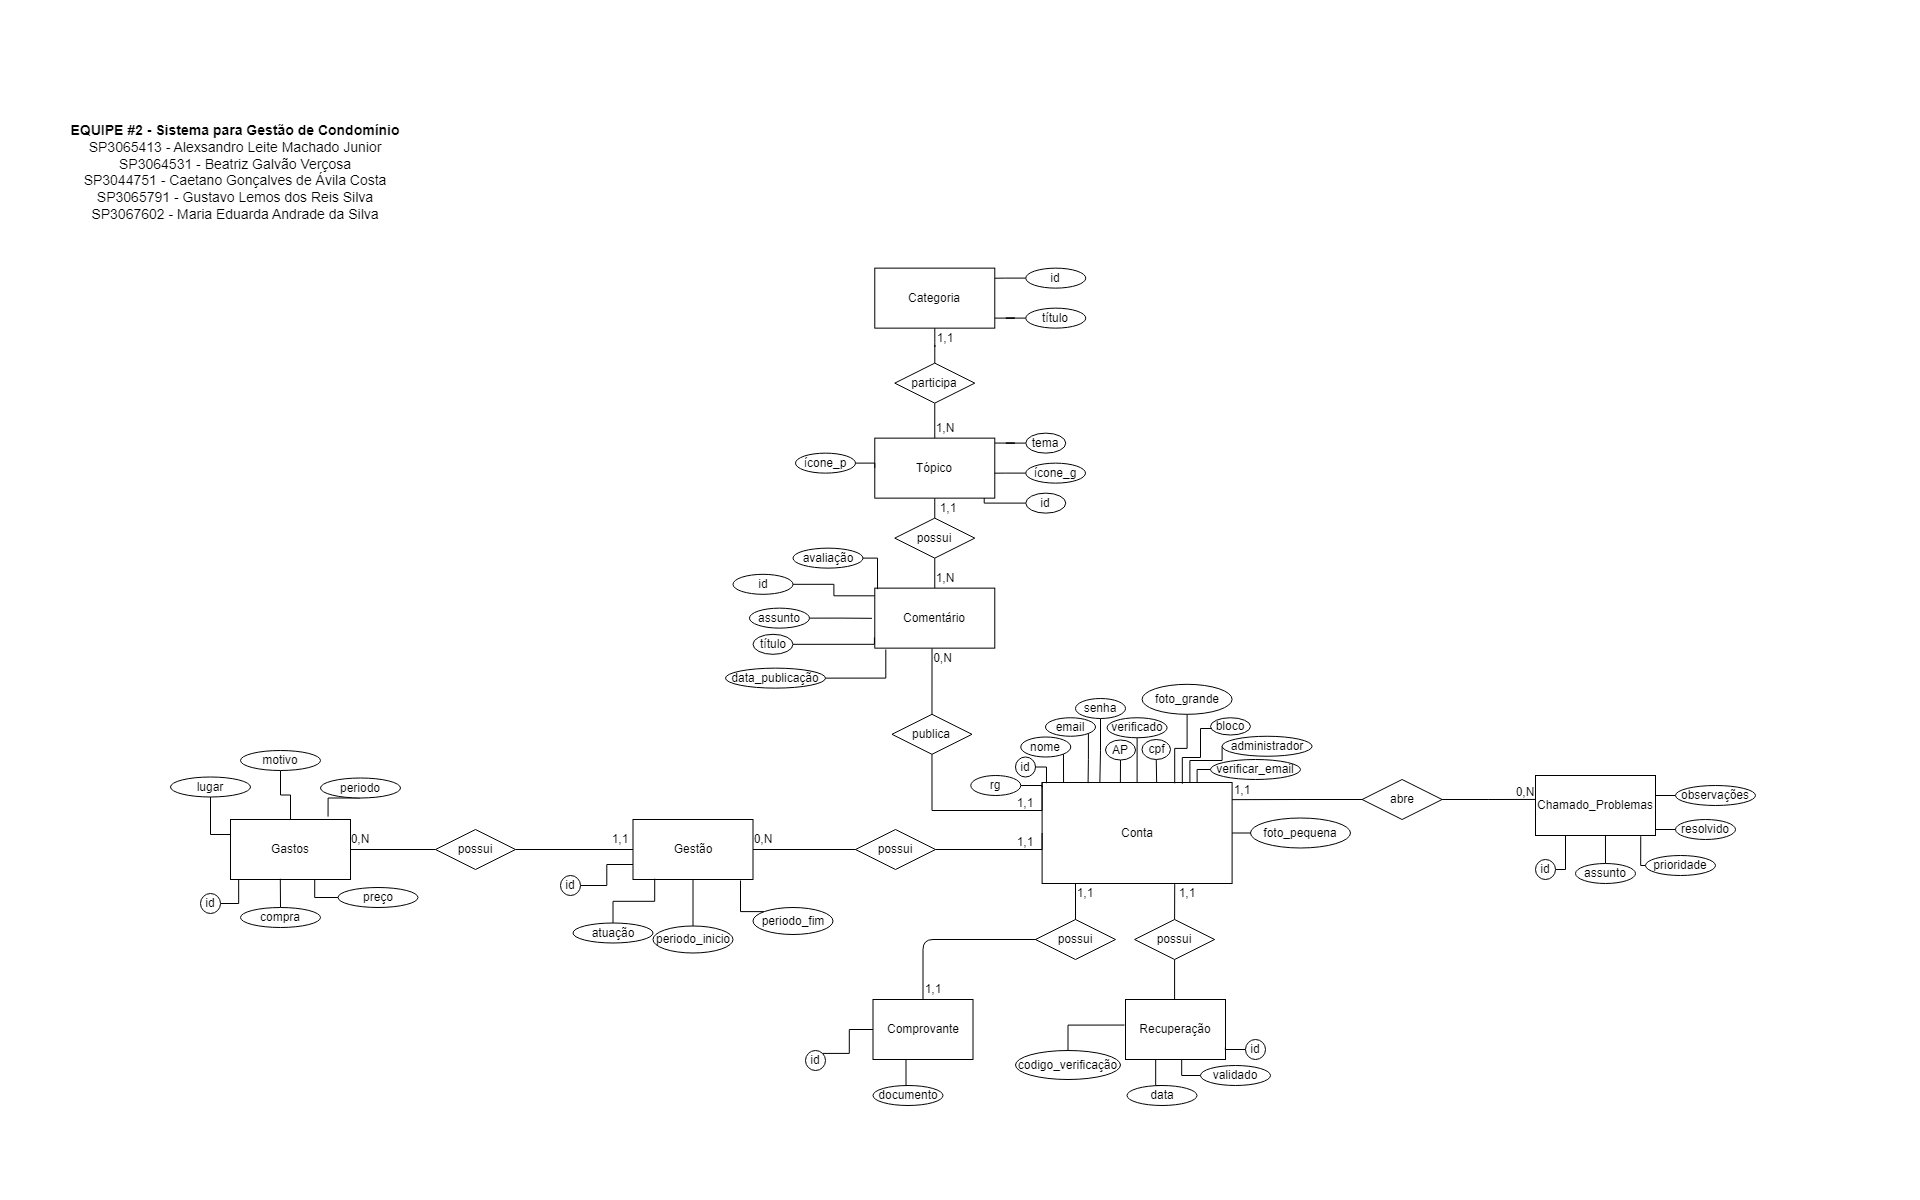 EQUIPE #2 - Sistema para Gestão de Condomínio
SP3065413 - Alexsandro Leite Machado Junior
SP3064531 - Beatriz Galvão Verçosa
SP3044751 - Caetano Gonçalves de Ávila Costa
SP3065791 - Gustavo Lemos dos Reis Silva
SP3067602 - Maria Eduarda Andrade da Silva
id
Categoria
título
1,1
participa
1,N
tema
ícone_p
Tópico
ícone_g
id
1,1
possui
avaliação
1,N
id
assunto
Comentário
título
0,N
data_publicação
publica
foto_grande
senha
email
verificado
bloco
nome
AP
cpf
administrador
id
verificar_email
rg
1,1
1,1
abre
0,N
Chamado_Problemas
observações
resolvido
id
assunto
prioridade
motivo
lugar
periodo
Gastos
0,N
possui
1,1
Gestão
0,N
possui
1,1
Conta
foto_pequena
id
compra
preço
id
atuação
periodo_inicio
periodo_fim
1,1
1,1
possui
possui
1,1
Comprovante
Recuperação
id
id
codigo_verificação
validado
documento
data